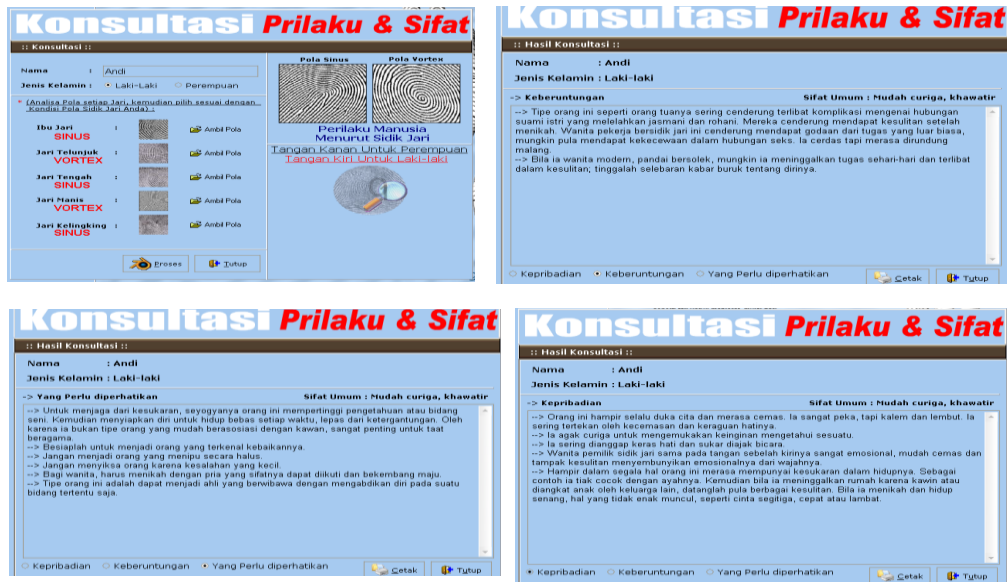 Konsultasi Prilaku & Sifat
:: Konsultasi ::
Nama : Andi
Jenis Kelamin : Laki-Laki Perempuan
* (Analisa Pola setiap Jari, kemudian pilih sesuai dengan
Kondisi Pola Sidik Jari Anda) :
Ibu Jari : Ambil Pola
SINUS
Jari Telunjuk : Ambil Pola
VORTEX
Jari Tengah : Ambil Pola
SINUS
Jari Manis : Ambil Pola
VORTEX
Jari Kelingking : Ambil Pola
SINUS
Proses Tutup
Pola Sinus Pola Vortex
Perilaku Manusia
Menurut Sidik Jari
Tangan Kanan Untuk Perempuan
Tangan Kiri Untuk Laki-laki
Konsultasi Prilaku & Sifat
:: Hasil Konsultasi ::
Nama : Andi
Jenis Kelamin : Laki-laki
-> Keberuntungan Sifat Umum : Mudah curiga, khawatir
--> Tipe orang ini seperti orang tuanya sering cenderung terlibat komplikasi mengenai hubungan
suami istri yang melelahkan jasmani dan rohani. Mereka cenderung mendapat kesulitan setelah
menikah. Wanita pekerja bersidik jari ini cenderung mendapat godaan dari tugas yang luar biasa,
mungkin pula mendapat kekecewaan dalam hubungan seks. Ia cerdas tapi merasa dirundung
malang.
--> Bila ia wanita modern, pandai bersolek, mungkin ia meninggalkan tugas sehari-hari dan terlibat
dalam kesulitan; tinggalah selebaran kabar buruk tentang dirinya.
Kepribadian Keberuntungan Yang Perlu diperhatikan
Cetak Tutup
Konsultasi Prilaku & Sifat
:: Hasil Konsultasi ::
Nama : Andi
Jenis Kelamin : Laki-laki
-> Yang Perlu diperhatikan Sifat Umum : Mudah curiga, khawatir
--> Untuk menjaga dari kesukaran, seyogyanya orang ini mempertinggi pengetahuan atau bidang
seni. Kemudian menyiapkan diri untuk hidup bebas setiap waktu, lepas dari ketergantungan. Oleh
karena ia bukan tipe orang yang mudah berasosiasi dengan kawan, sangat penting untuk taat
beragama.
--> Besiaplah untuk menjadi orang yang terkenal kebaikannya.
--> Jangan menjadi orang yang menipu secara halus.
--> Jangan menyiksa orang karena kesalahan yang kecil.
--> Bagi wanita, harus menikah dengan pria yang sifatnya dapat diikuti dan bekembang maju.
--> Tipe orang ini adalah dapat menjadi ahli yang berwibawa dengan mengabdikan diri pada suatu
bidang tertentu saja.
Kepribadian Keberuntungan Yang Perlu diperhatikan
Cetak Tutup
Konsultasi Prilaku & Sifat
:: Hasil Konsultasi ::
Nama : Andi
Jenis Kelamin : Laki-laki
-> Kepribadian Sifat Umum : Mudah curiga, khawatir
--> Orang ini hampir selalu duka cita dan merasa cemas. Ia sangat peka, tapi kalem dan lembut. Ia
sering tertekan oleh kecemasan dan keraguan hatinya.
--> Ia agak curiga untuk mengemukakan keinginan mengetahui sesuatu.
--> Ia sering dianggap keras hati dan sukar diajak bicara.
--> Wanita pemilik sidik jari sama pada tangan sebelah kirinya sangat emosional, mudah cemas dan
tampak kesulitan menyembunyikan emosionalnya dari wajahnya.
--> Hampir dalam segala hal orang ini merasa mempunyai kesukaran dalam hidupnya. Sebagai
contoh ia tiak cocok dengan ayahnya. Kemudian bila ia meninggalkan rumah karena kawin atau
diangkat anak oleh keluarga lain, datanglah pula berbagai kesulitan. Bila ia menikah dan hidup
senang, hal yang tidak enak muncul, seperti cinta segitiga, cepat atau lambat.
Kepribadian Keberuntungan Yang Perlu diperhatikan
Cetak Tutup